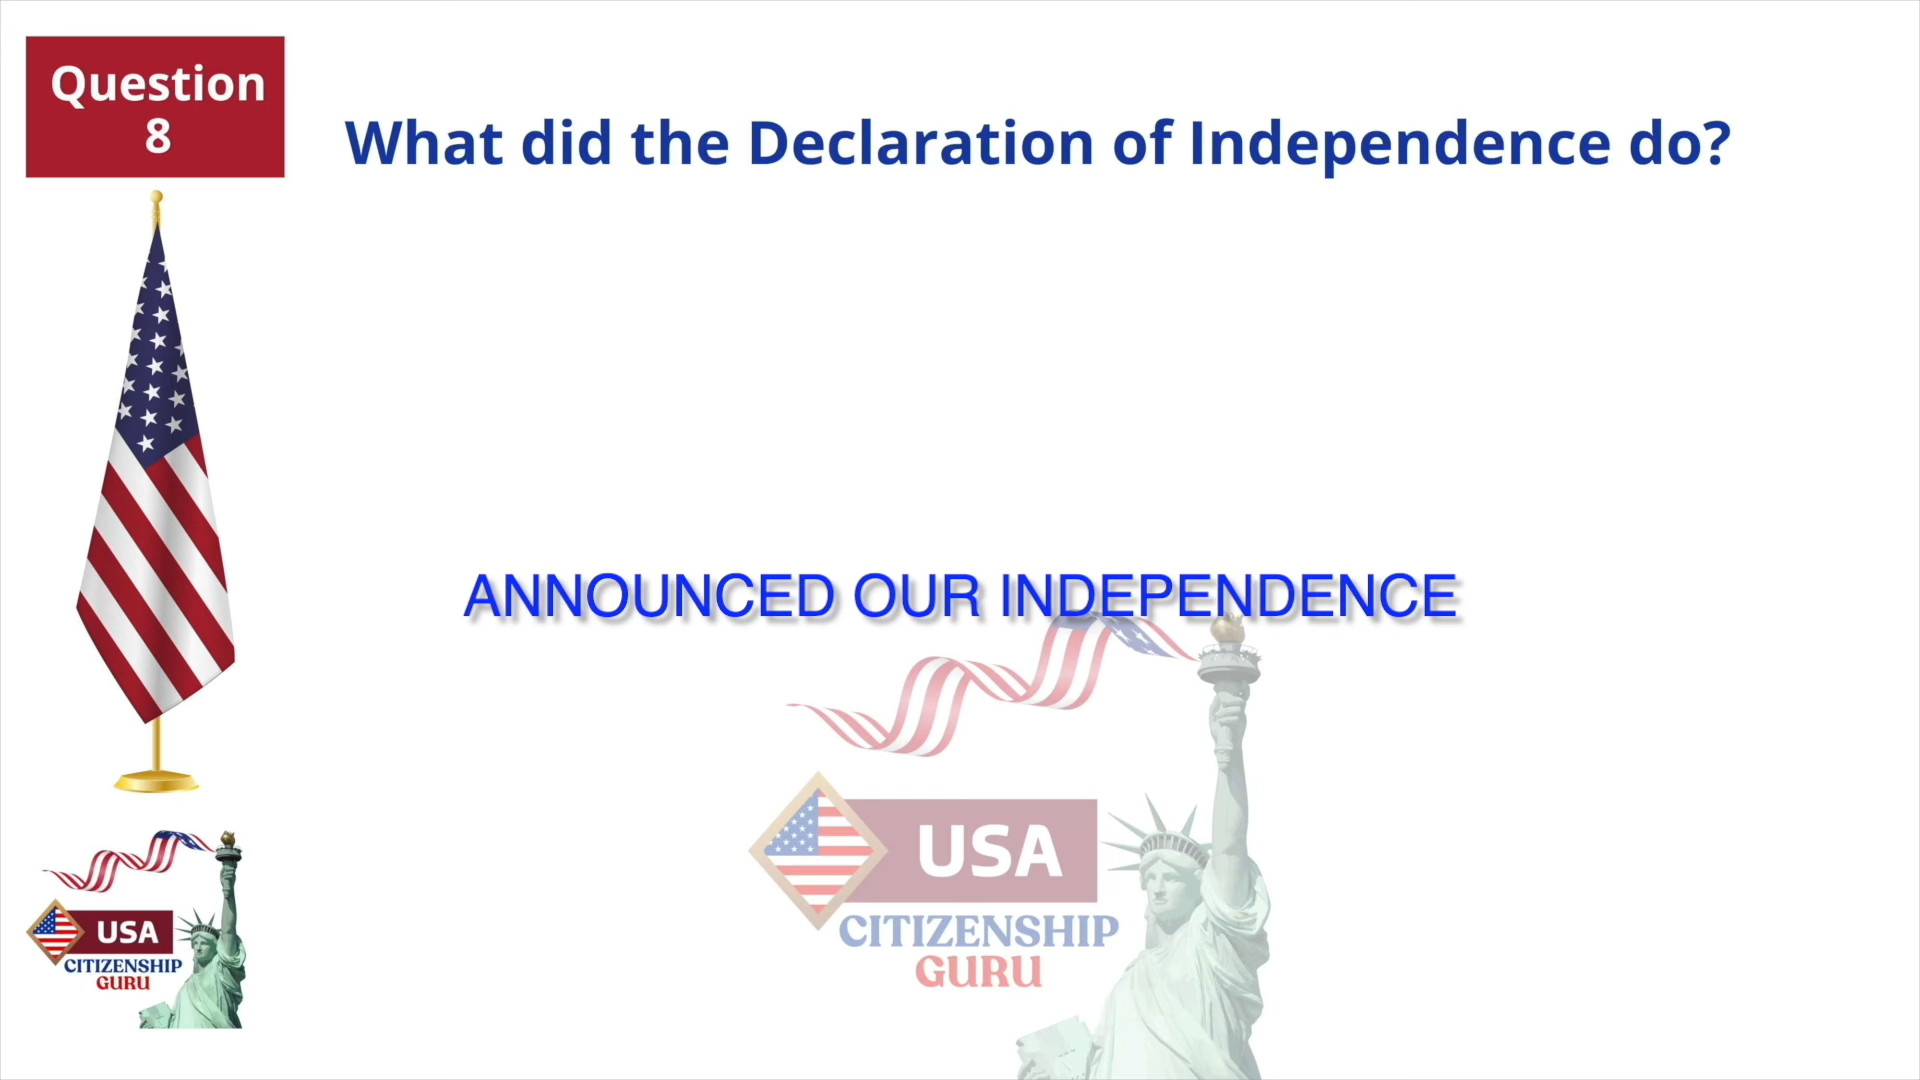 Question
8
What did the Declaration of Independence do?
ANNOUNCED OUR INDEPENDENCE
USA
CITIZENSHIP
GURU
USA
CITIZENSHIP
GURU